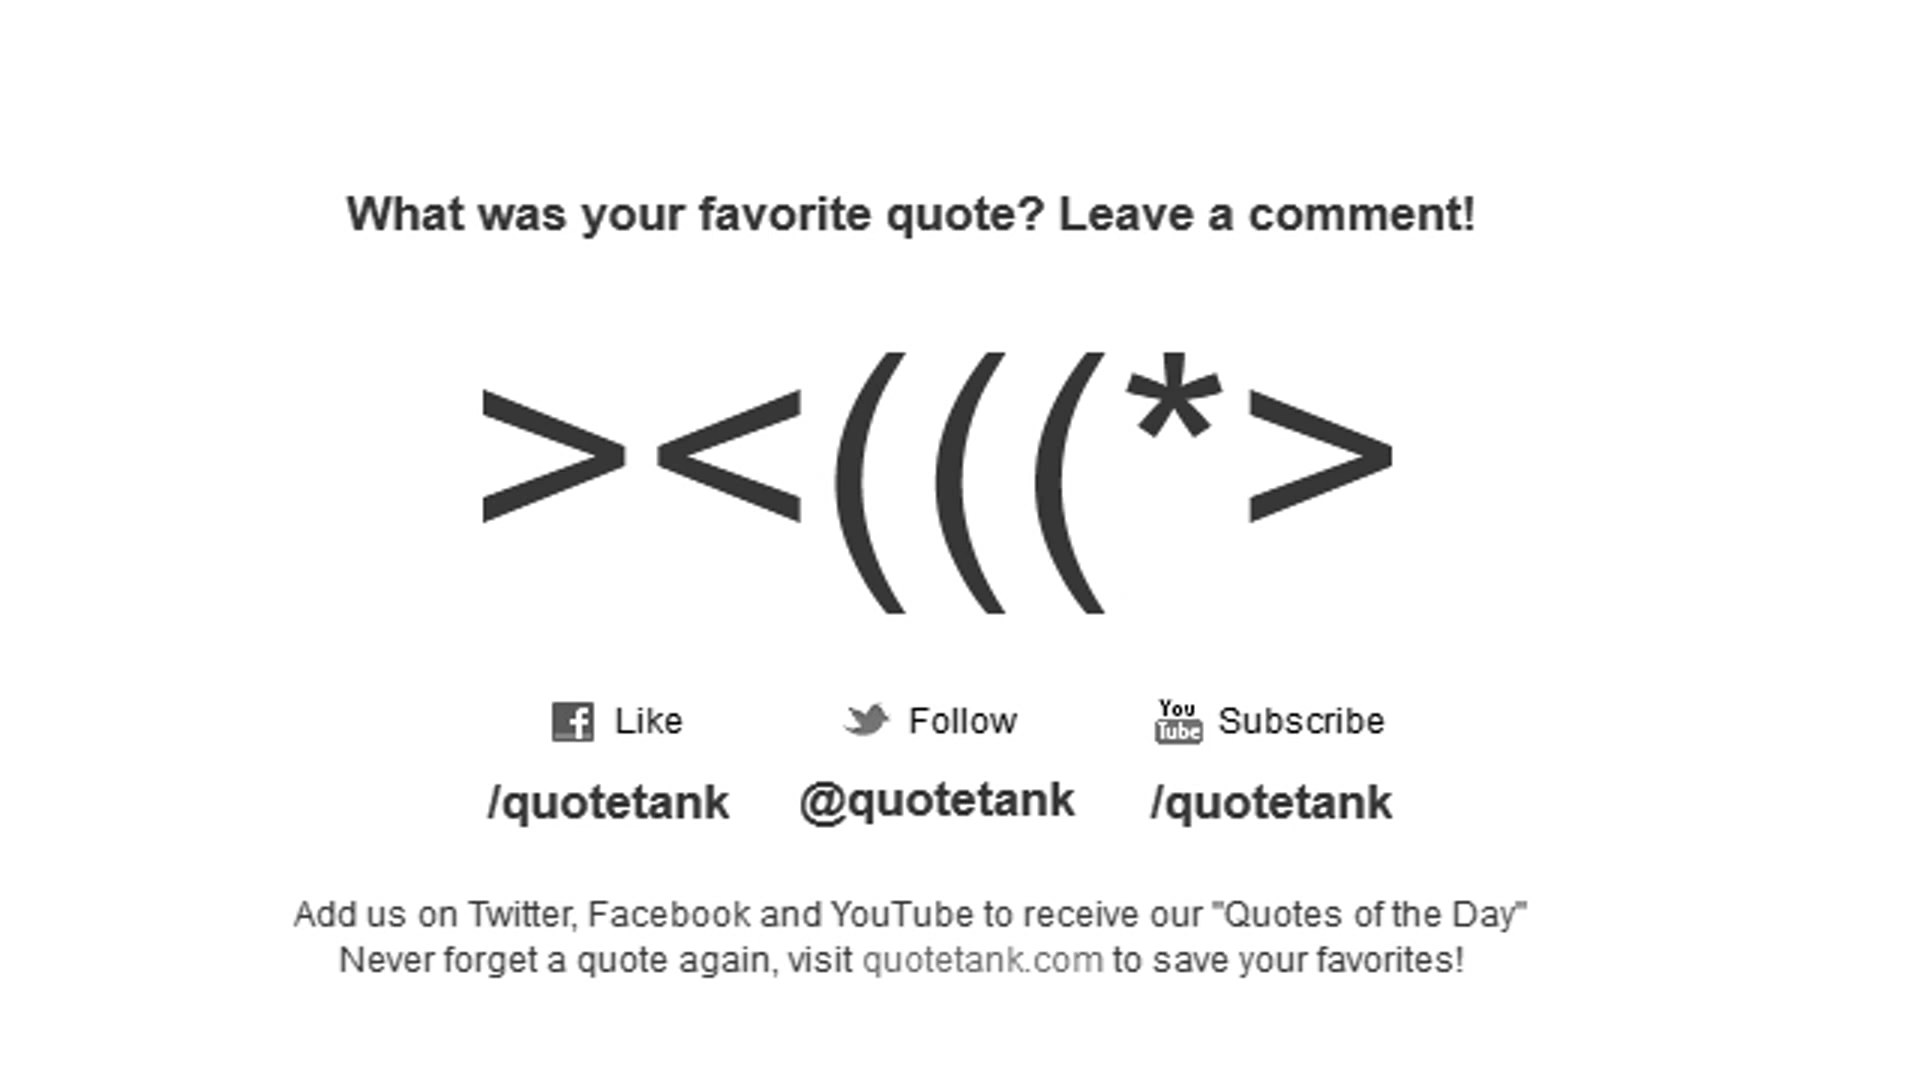 What was your favorite quote? Leave a comment!
><(((*>
f Like Follow You Tube Subscribe
/quotetank @quotetank /quotetank
Add us on Twitter, Facebook and YouTube to receive our "Quotes of the Day"
Never forget a quote again, visit quotetank.com to save your favorites!